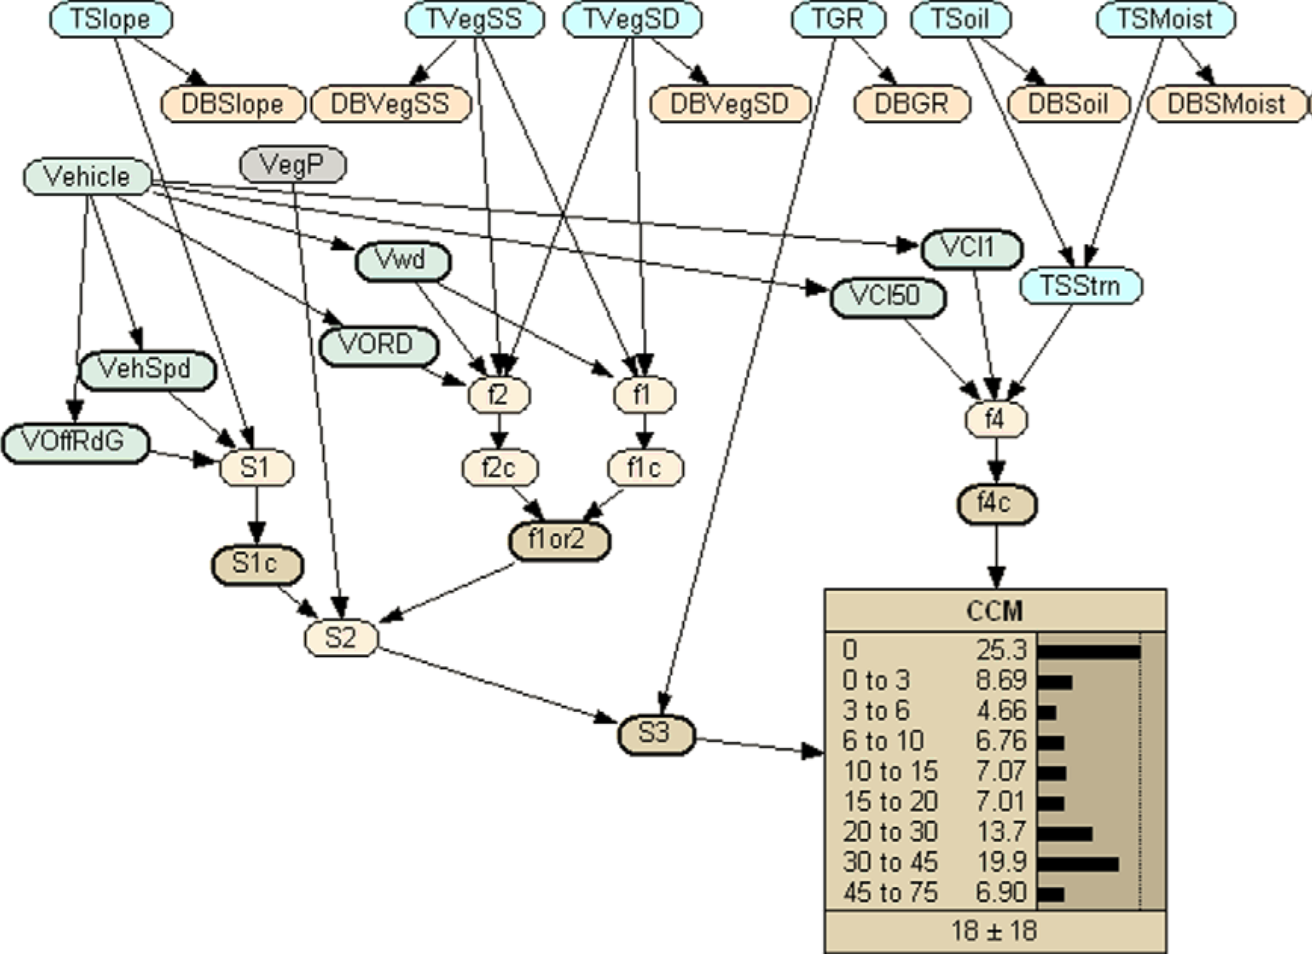 TSlope TVegSS TVegSD TGR TSoil TSMoist
DBSlope DBVegSS DBVegSD DBGR DBSoil DBSMoist
Vehicle VegP
Vwd VCI1
VCI50 TSStrn
VORD
VehSpd
f2 f1 f4
VOffRdG S1 f2c f1c
f4c
S1c f1or2
CCM
S2
0 25.3
0 to 3 8.69
3 to 6 4.66
S3
6 to 10 6.76
10 to 15 7.07
15 to 20 7.01
20 to 30 13.7
30 to 45 19.9
45 to 75 6.90
18 ± 18